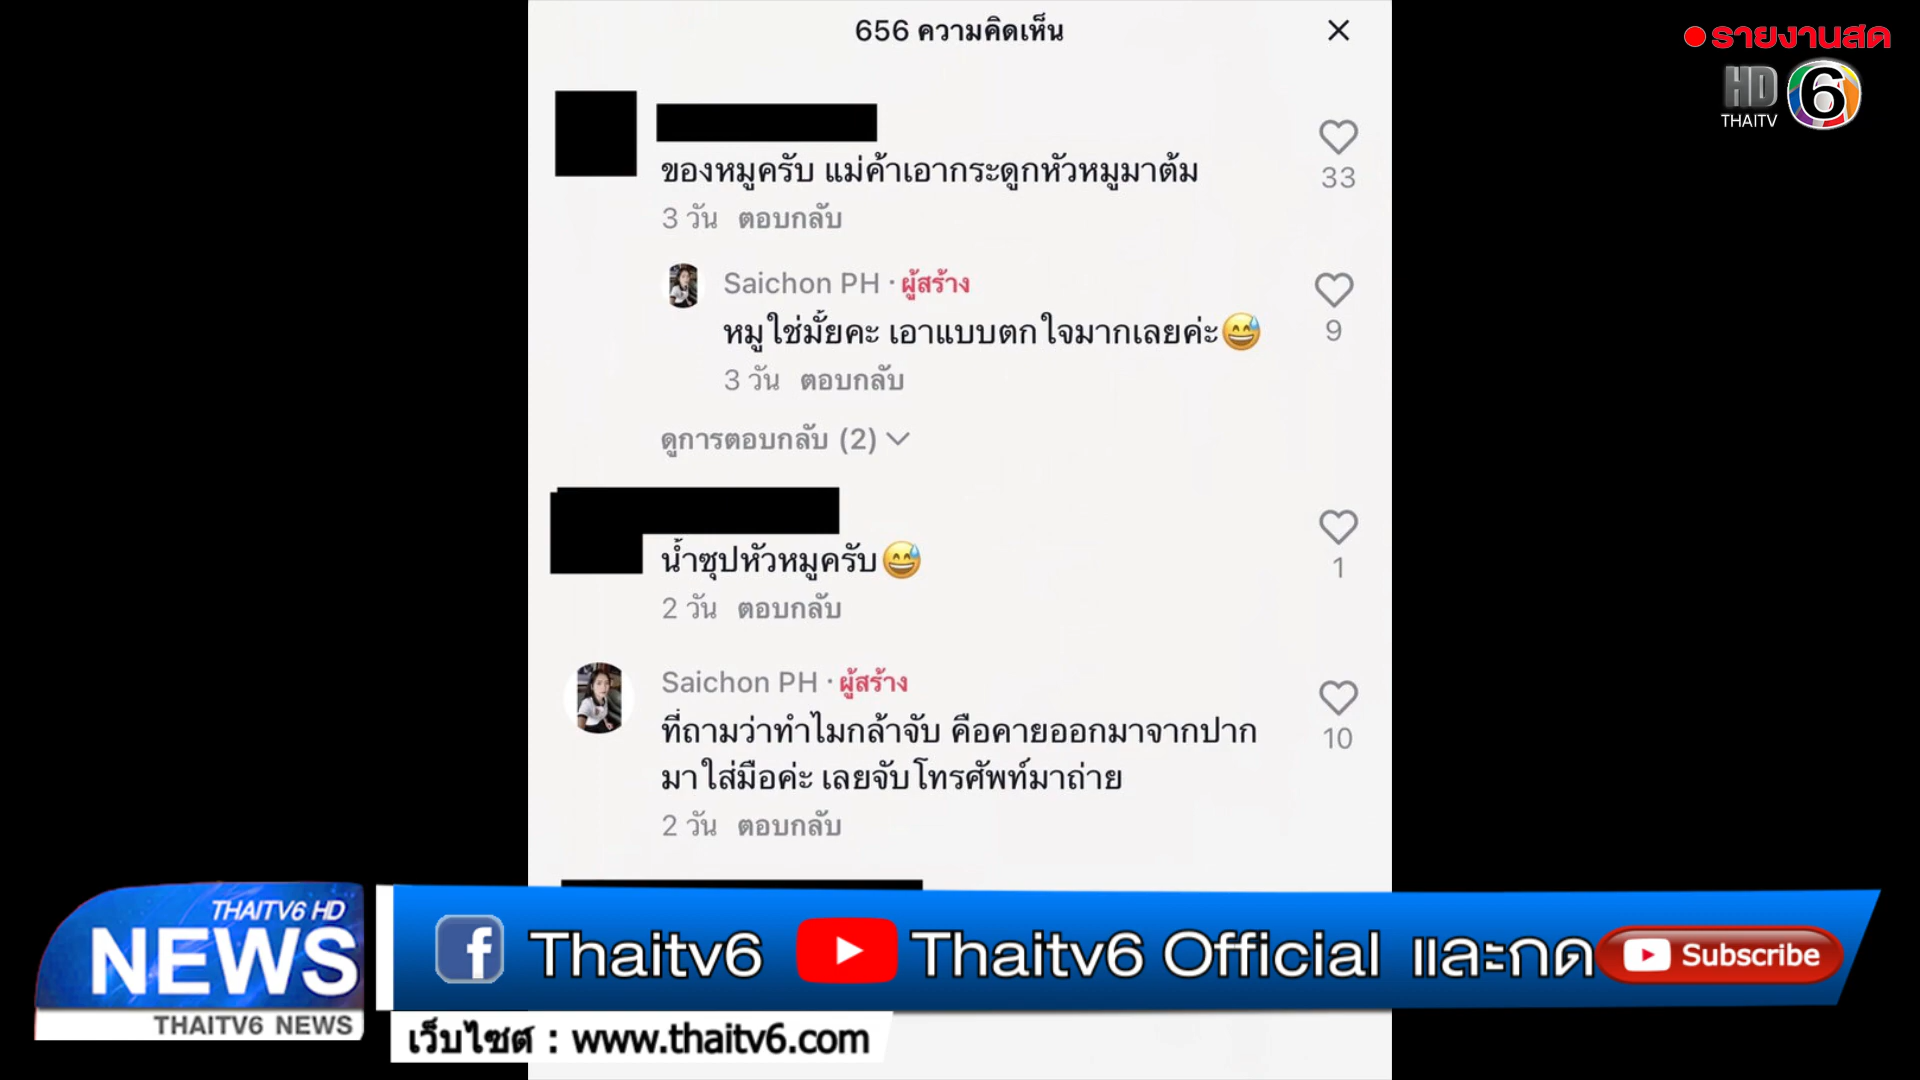 656 ความคิดเห็น
รายงานสด
HD
THAITV
6
ของหมูครับ แม่ค้าเอากระดูกหัวหมูมาต้ม
33
3 วัน ตอบกลับ
Saichon PH · ผู้สร้าง
หมูใช่มั้ยคะ เอาแบบตกใจมากเลยค่ะ😅
9
3 วัน ตอบกลับ
ดูการตอบกลับ (2)
น้ำซุปหัวหมูครับ😅
1
2 วัน ตอบกลับ
Saichon PH · ผู้สร้าง
ที่ถามว่าทำไมกล้าจับ คือคายออกมาจากปาก
มาใส่มือค่ะ เลยจับโทรศัพท์มาถ่าย
10
2 วัน ตอบกลับ
THAITV6 HD
NEWS
THAITV6 NEWS
Thaitv6 Thaitv6 Official และกด Subscribe
เว็บไซต์ : www.thaitv6.com